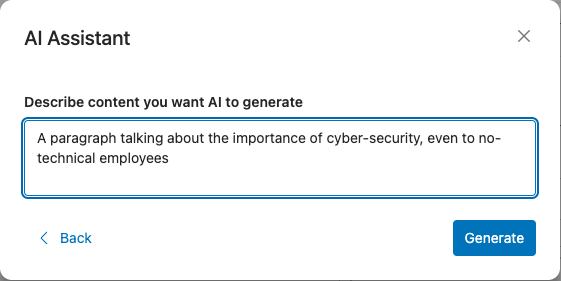 AI Assistant
Describe content you want AI to generate
A paragraph talking about the importance of cyber-security, even to no-
technical employees
Back
Generate